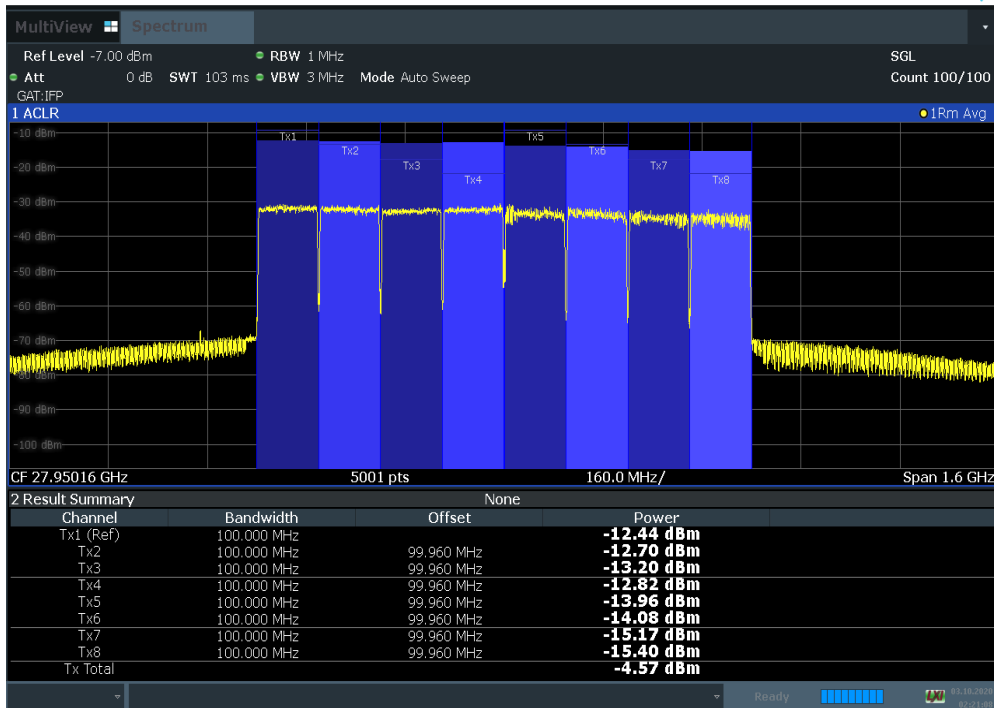 MultiView Spectrum
Ref Level -7.00 dBm RBW 1 MHz SGL
Att 0 dB SWT 103 ms VBW 3 MHz Mode Auto Sweep Count 100/100
GAT:IFP
1 ACLR 1Rm Avg
-10 dBm
Tx1 Tx5
Tx2 Tx6
-20 dBm Tx3 Tx7
Tx4 Tx8
-30 dBm
-40 dBm
-50 dBm
-60 dBm
-70 dBm
-80 dBm
-90 dBm
-100 dBm
CF 27.95016 GHz 5001 pts 160.0 MHz/ Span 1.6 GHz
2 Result Summary None
Channel Bandwidth Offset Power
Tx1 (Ref) 100.000 MHz -12.44 dBm
Tx2 100.000 MHz 99.960 MHz -12.70 dBm
Tx3 100.000 MHz 99.960 MHz -13.20 dBm
Tx4 100.000 MHz 99.960 MHz -12.82 dBm
Tx5 100.000 MHz 99.960 MHz -13.96 dBm
Tx6 100.000 MHz 99.960 MHz -14.08 dBm
Tx7 100.000 MHz 99.960 MHz -15.17 dBm
Tx8 100.000 MHz 99.960 MHz -15.40 dBm
Tx Total -4.57 dBm
Ready LXI 03.10.2020
02:21:08